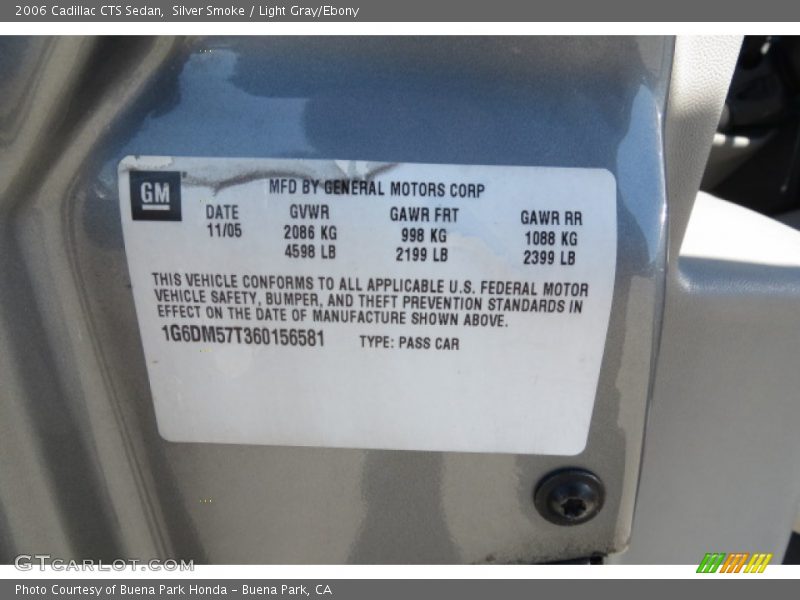 2006 Cadillac CTS Sedan,  Silver Smoke / Light Gray/Ebony
GM
MFD BY GENERAL MOTORS CORP
DATE GVWR GAWR FRT GAWR RR
11/05 2086 KG 998 KG 1088 KG
4598 LB 2199 LB 2399 LB
THIS VEHICLE CONFORMS TO ALL APPLICABLE U.S. FEDERAL MOTOR
VEHICLE SAFETY, BUMPER, AND THEFT PREVENTION STANDARDS IN
EFFECT ON THE DATE OF MANUFACTURE SHOWN ABOVE.
1G6DM57T360156581 TYPE: PASS CAR
GTCarLot.com
Photo Courtesy of Buena Park Honda - Buena Park, CA